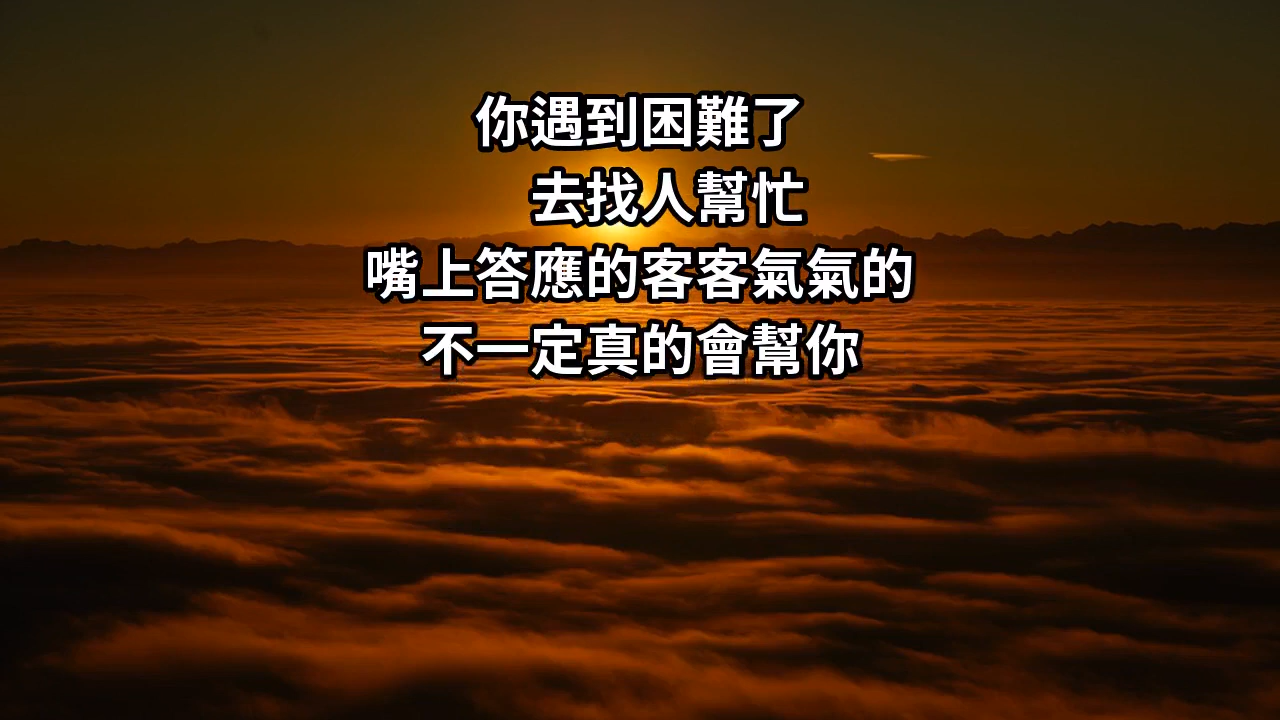 你遇到困難了
去找人幫忙
嘴上答應的客客氣氣的
不一定真的會幫你